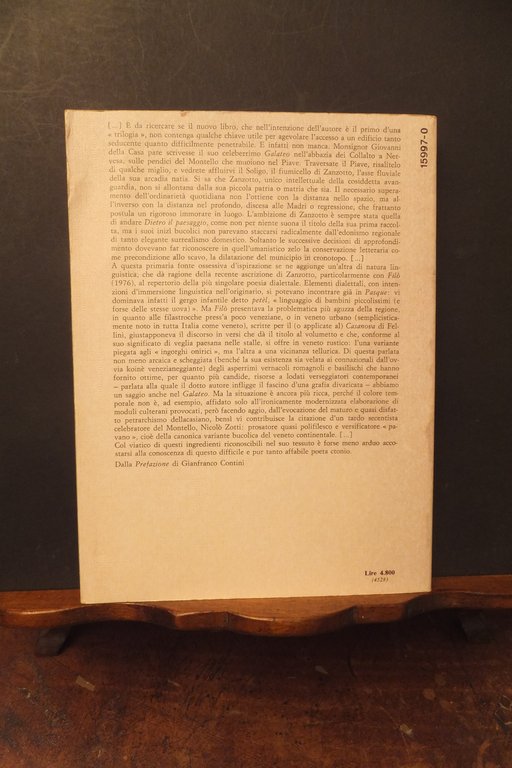 [...] È da ricercare se il nuovo libro, che nell'intenzione dell'autore è il primo d'una
« trilogia », non contenga qualche chiave utile per agevolare l'accesso a un edificio tanto
seducente quanto difficilmente penetrabile. E infatti non manca. Monsignor Giovanni
della Casa pare scrivesse il suo celeberrimo Galateo nell'abbazia dei Collalto a Ner-
vesa, sulle pendici del Montello che muoiono nel Piave. Traversate il Piave, risalitelo
di qualche miglio, e vedrete affluirvi il Soligo, il fiumicello di Zanzotto, l'asse fluviale
della sua arcadia natia. Si sa che Zanzotto, unico intellettuale della cosiddetta avan-
guardia, non si allontana dalla sua piccola patria o matria che sia. Il necessario supera-
mento dell'ordinarietà quotidiana non l'ottiene con la distanza nello spazio, ma al-
l'inverso con la distanza nel profondo, discesa alle Madri o regressione, che frattanto
postula un rigoroso immorare in luogo. L'ambizione di Zanzotto è sempre stata quella
di andare Dietro il paesaggio, come non per niente suona il titolo della sua prima raccol-
ta, ma i suoi inizi bucolici non parevano staccarsi radicalmente dall'edonismo regionale
di tanto elegante surrealismo domestico. Soltanto le successive decisioni di approfondi-
mento dovevano far riconoscere in quell'umanistico zelo la conservazione letteraria co-
me precondizione allo scavo, la dilatazione del municipio in cronotopo. [...]
A questa primaria fonte ossessiva d'ispirazione se ne aggiunge un'altra di natura lin-
guistica; che dà ragione della recente ascrizione di Zanzotto, particolarmente con Filò
(1976), al repertorio della più singolare poesia dialettale. Elementi dialettali, con inten-
zioni d'immersione linguistica nell'originario, si potevano incontrare già in Pasque: vi
dominava infatti il gergo infantile detto petèl, « linguaggio di bambini piccolissimi (e
forse delle stesse uova) ». Ma Filò presentava la problematica più aguzza della regione,
in quanto alle filastrocche press'a poco veneziane, o in veneto urbano (semplicistica-
mente noto in tutta Italia come veneto), scritte per il (o applicate al) Casanova di Fel-
lini, giustapponeva il discorso in versi che dà il titolo al volumetto e che, conforme al
suo significato di veglia paesana nelle stalle, si offre in veneto rustico: l'una variante
piegata agli « ingorghi onirici », ma l'altra a una vicinanza tellurica. Di questa parlata
non meno arcaica e scheggiata (benché la sua esistenza sia velata ai connazionali dall'ov-
via koinè venezianeggiante) degli asperrimi vernacoli romagnoli e basilischi che hanno
fornito ottime, per quanto più candide, risorse a lodati verseggiatori contemporanei
– parlata alla quale il dotto autore infligge il fascino d'una grafia divaricata – abbiamo
un saggio anche nel Galateo. Ma la situazione è ancora più ricca, perché il colore tem-
porale non è, ad esempio, affidato solo all'ironicamente modernizzata elaborazione di
moduli culterani provocati, però facendo aggio, dall'evocazione del maturo e quasi disfat-
to petrarchismo dellacasiano, bensì vi contribuisce la citazione d'un tardo secentista
celebratore del Montello, Nicolò Zotti: prosatore quasi polifilesco e versificatore « pa-
vano », cioè della canonica variante bucolica del veneto continentale. [...]
Col viatico di questi ingredienti riconoscibili nel suo tessuto è forse meno arduo acco-
starsi alla conoscenza di questo difficile e pur tanto affabile poeta ctonio.
Dalla Prefazione di Gianfranco Contini
15997-0
Lire 4.800
(4528)